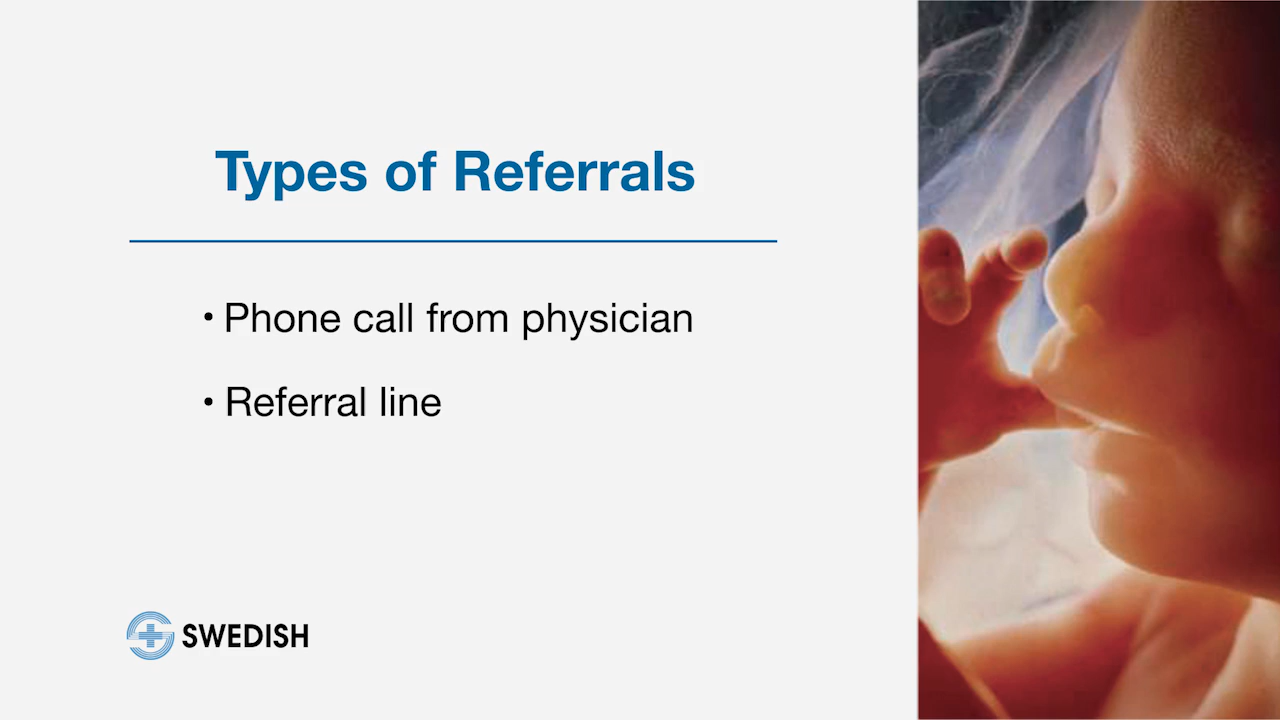 Types of Referrals
• Phone call from physician
• Referral line
SWEDISH